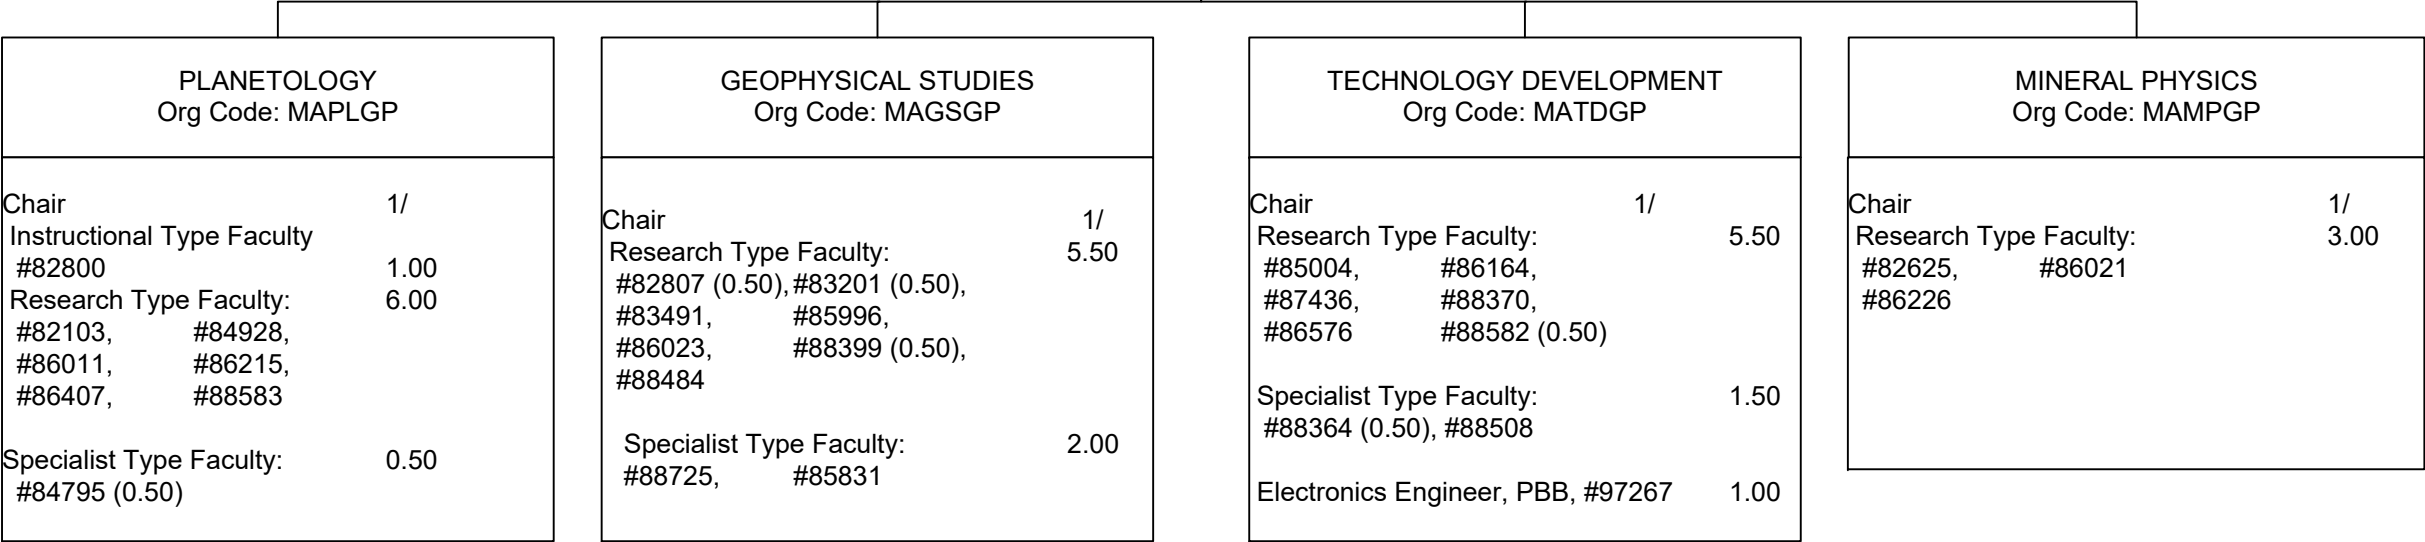 PLANETOLOGY
Org Code: MAPLGP
Chair 1/
Instructional Type Faculty
#82800 1.00
Research Type Faculty: 6.00
#82103, #84928,
#86011, #86215,
#86407, #88583
Specialist Type Faculty: 0.50
#84795 (0.50)
GEOPHYSICAL STUDIES
Org Code: MAGSGP
Chair 1/
Research Type Faculty: 5.50
#82807 (0.50), #83201 (0.50),
#83491, #85996,
#86023, #88399 (0.50),
#88484
Specialist Type Faculty: 2.00
#88725, #85831
TECHNOLOGY DEVELOPMENT
Org Code: MATDGP
Chair 1/
Research Type Faculty: 5.50
#85004, #86164,
#87436, #88370,
#86576 #88582 (0.50)
Specialist Type Faculty: 1.50
#88364 (0.50), #88508
Electronics Engineer, PBB, #97267 1.00
MINERAL PHYSICS
Org Code: MAMPGP
Chair 1/
Research Type Faculty: 3.00
#82625, #86021
#86226